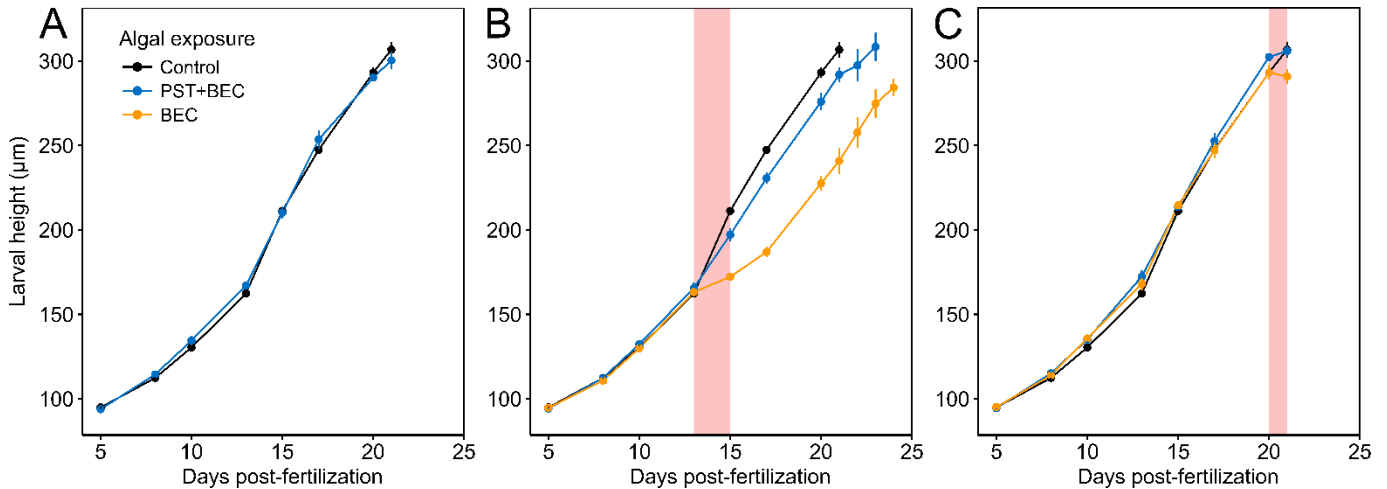 A
B
C
Algal exposure
Control
PST+BEC
BEC
Larval height (µm)
300
250
200
150
100
5 10 15 20 25
Days post-fertilization
300
250
200
150
100
5 10 15 20 25
Days post-fertilization
300
250
200
150
100
5 10 15 20 25
Days post-fertilization